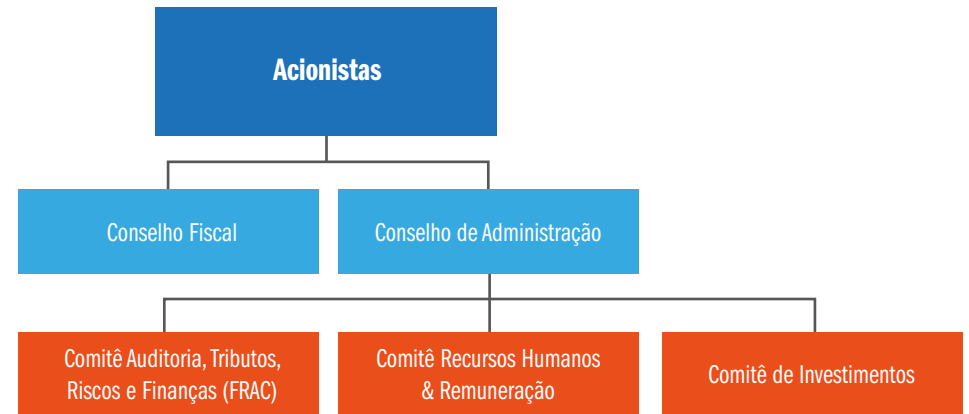 Acionistas
Conselho Fiscal
Conselho de Administração
Comitê Auditoria, Tributos,
Riscos e Finanças (FRAC)
Comitê Recursos Humanos
& Remuneração
Comitê de Investimentos